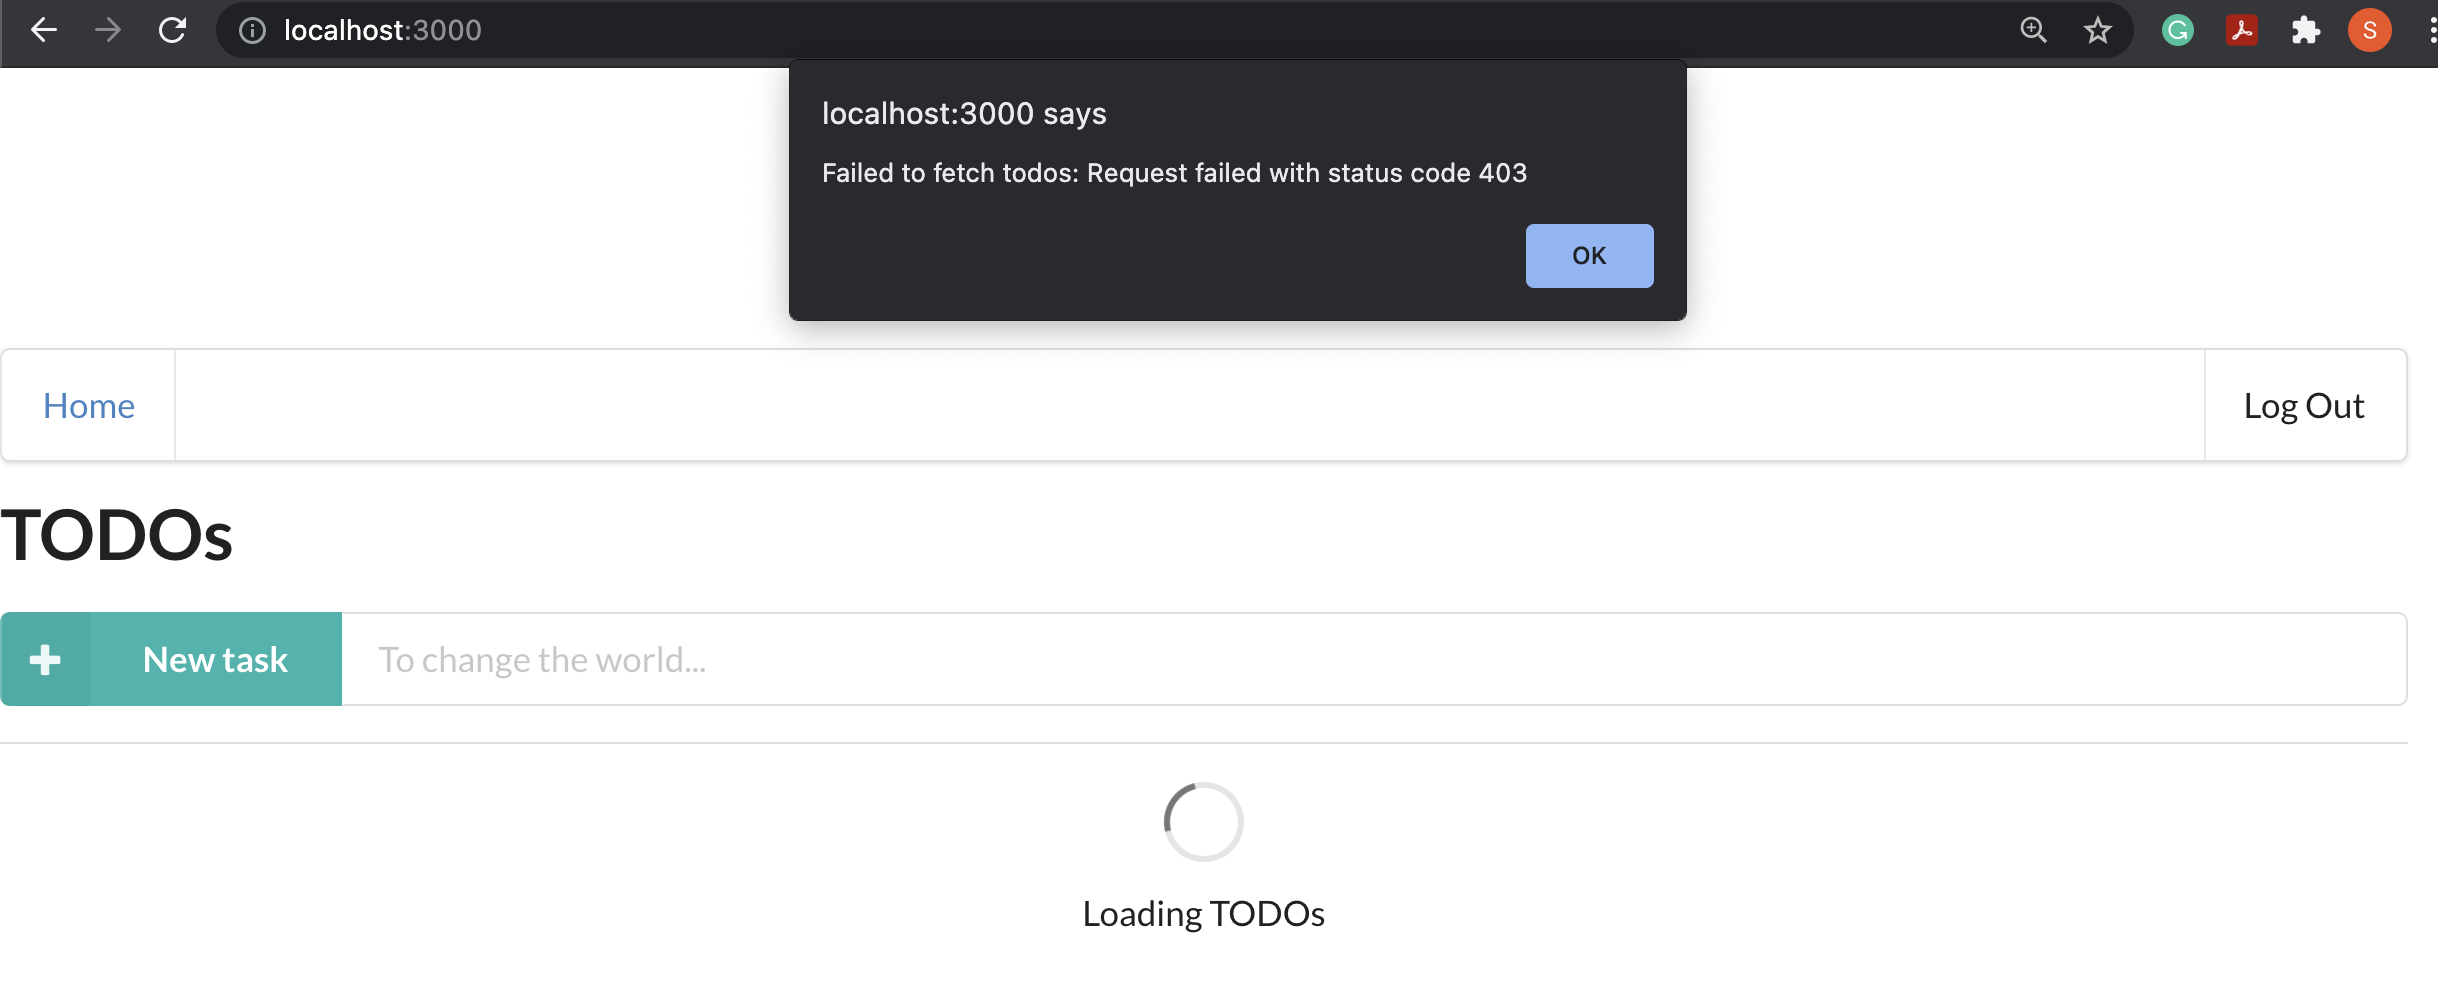 localhost:3000
G
S
localhost:3000 says
Failed to fetch todos: Request failed with status code 403
OK
Home
Log Out
TODOs
New task
To change the world...
Loading TODOs